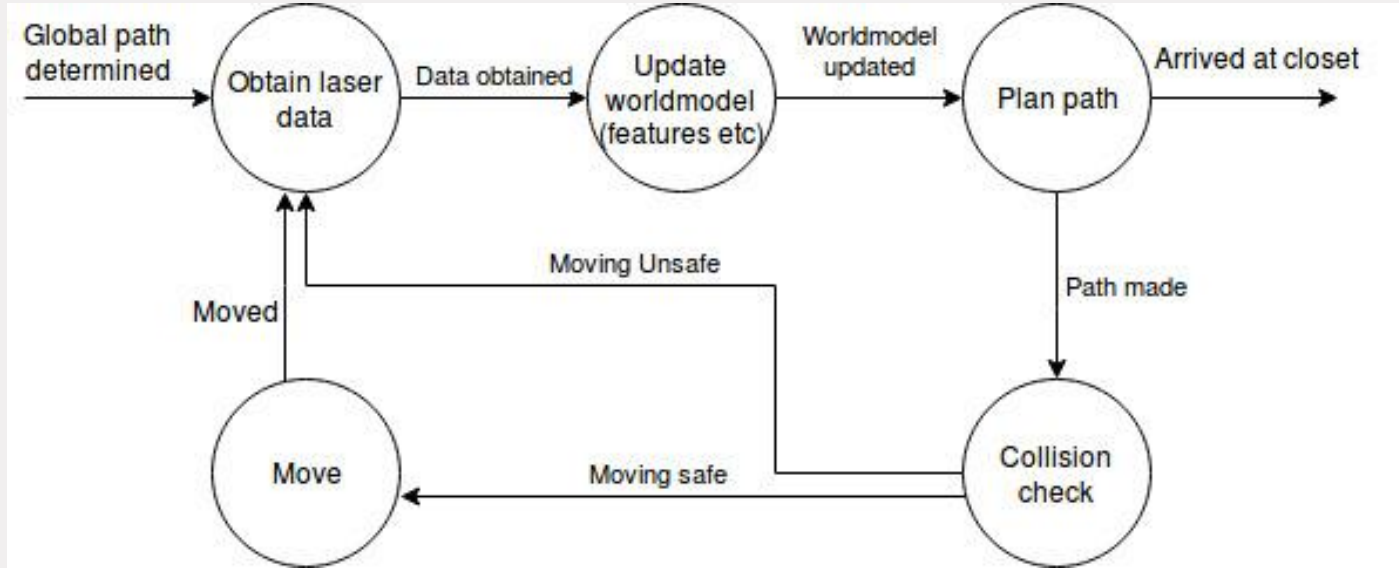 Global path
determined
Obtain laser
data
Data obtained
Update
worldmodel
(features etc)
Worldmodel
updated
Plan path
Arrived at closet
Moving Unsafe
Path made
Moved
Move
Moving safe
Collision
check